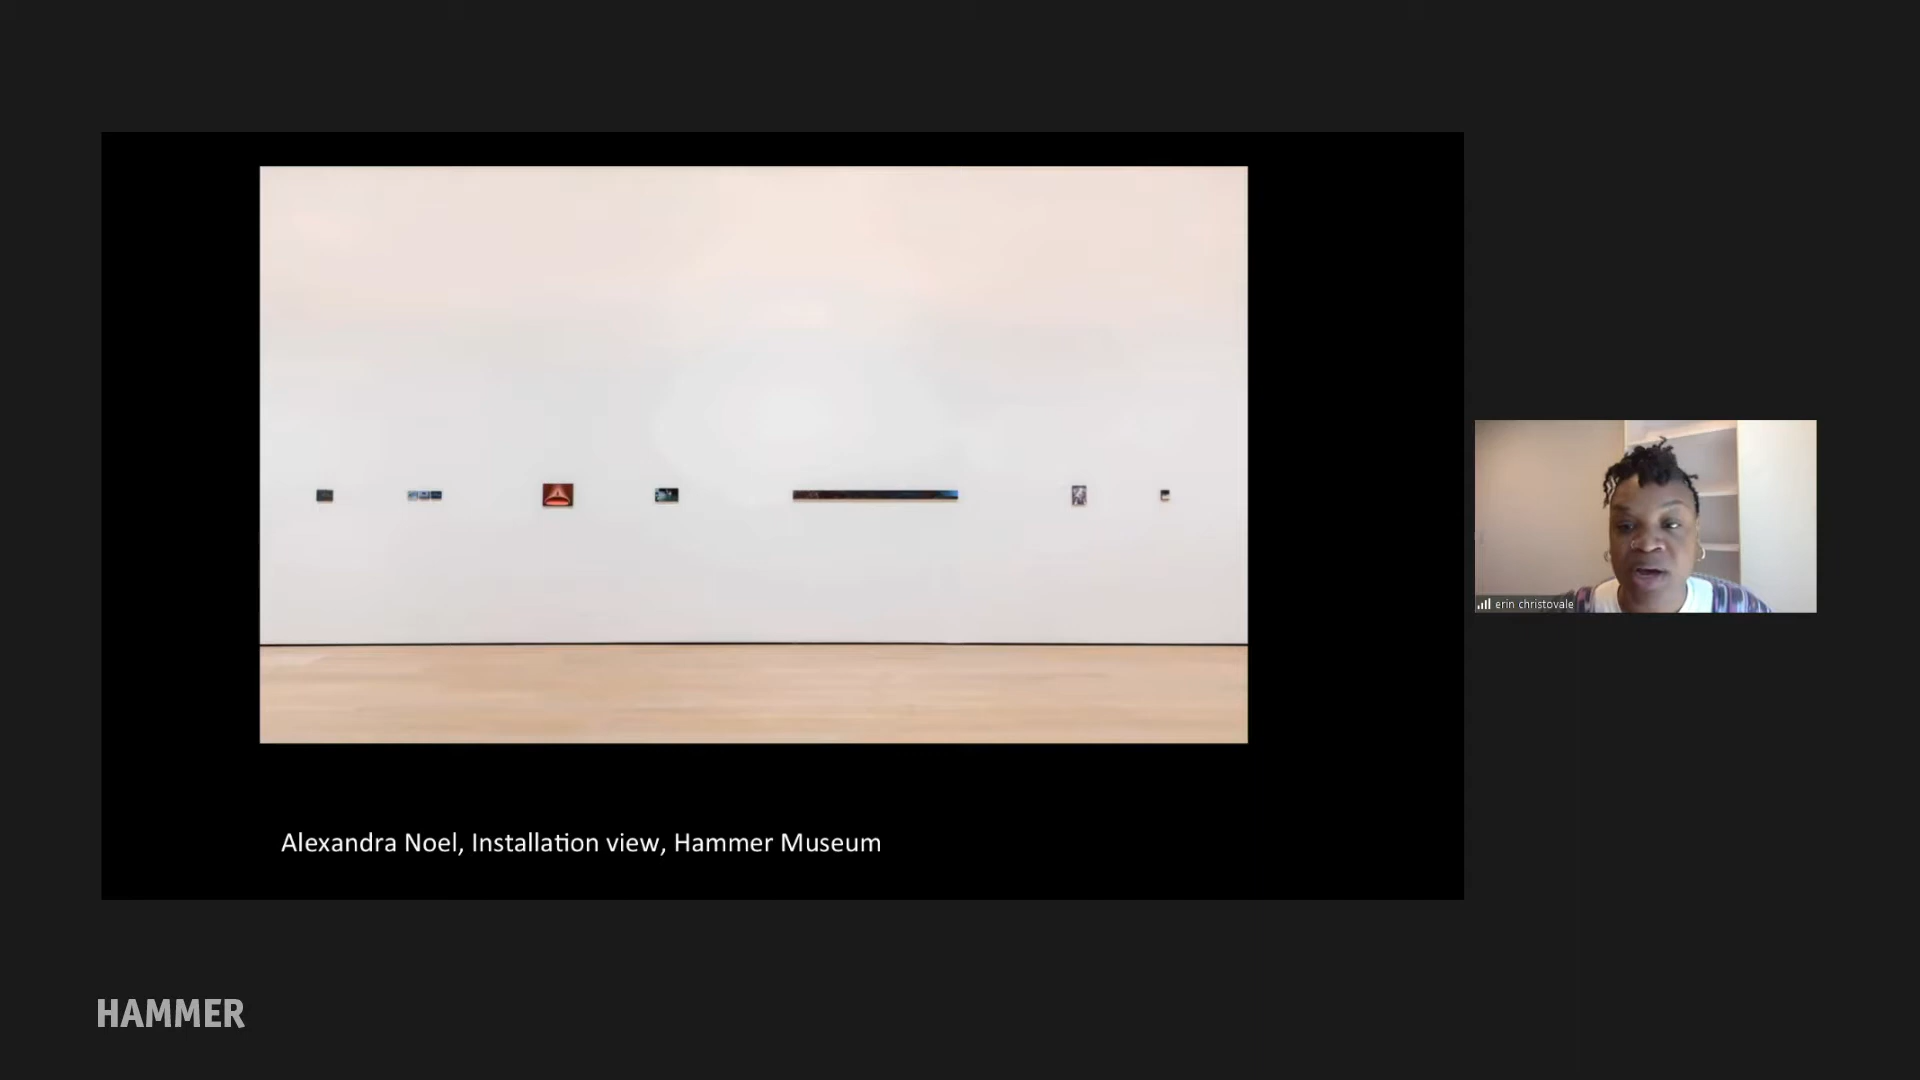 erin christovale
Alexandra Noel, Installation view, Hammer Museum
HAMMER